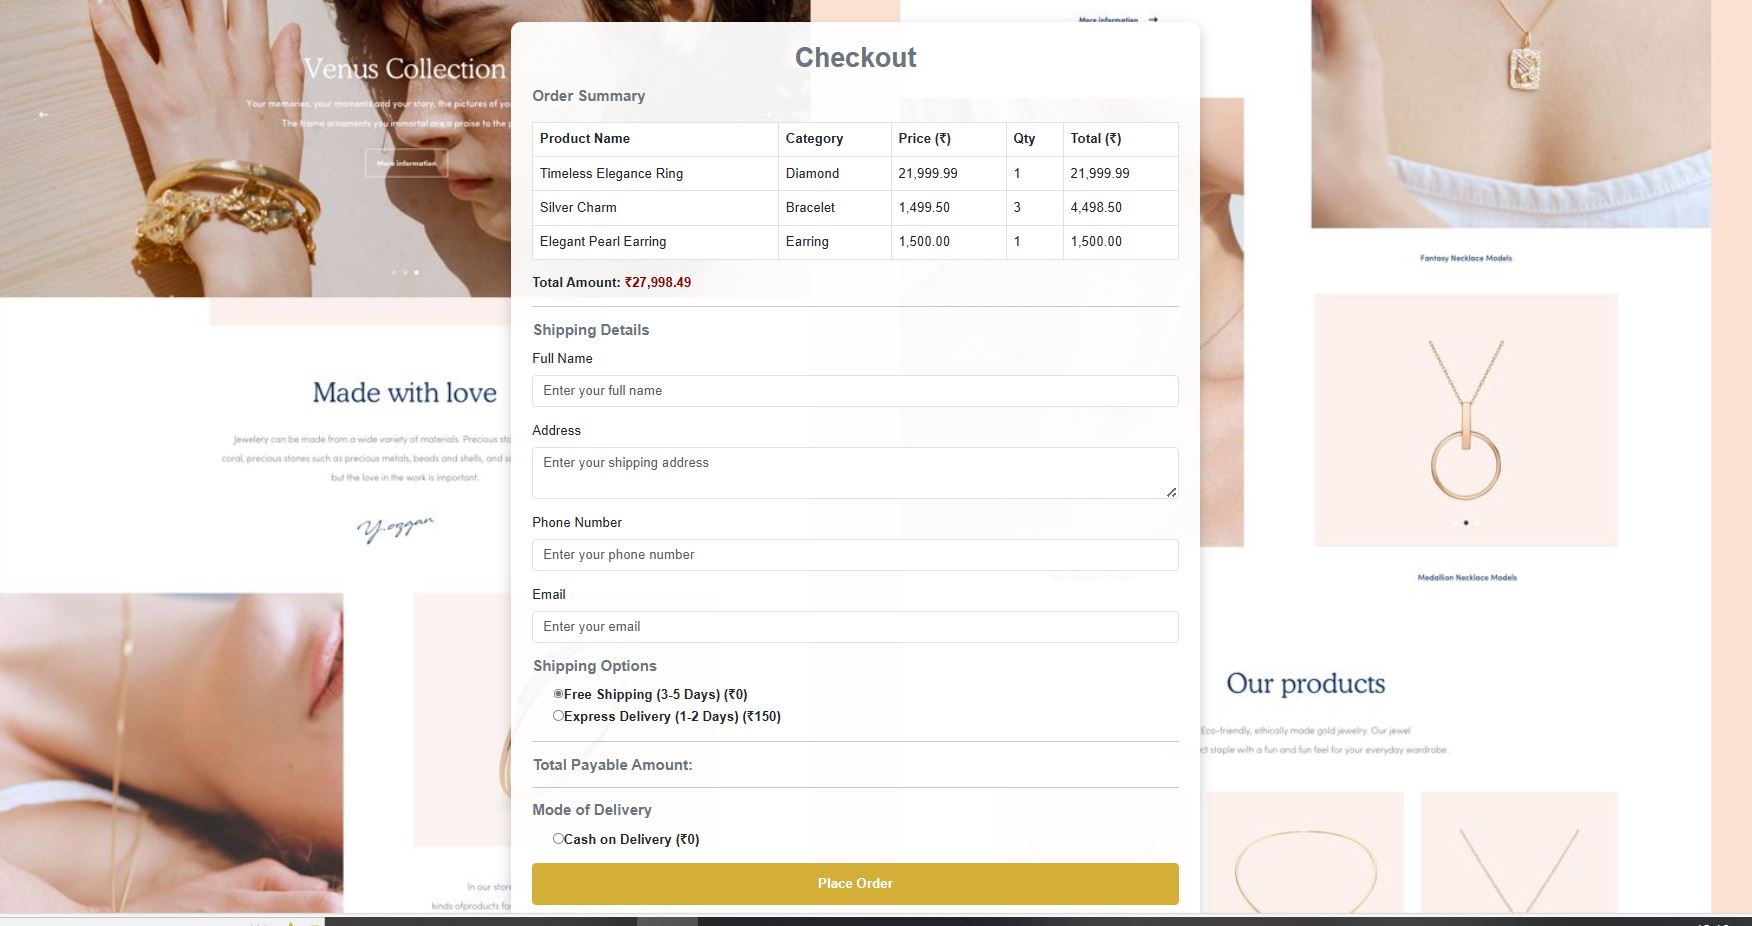 More information
Venus Collection
Your memories, your moments and your story, the pictures of
The frame ornaments you immortal are a praise to the
More information
Checkout
Order Summary
Product Name Category Price (₹) Qty Total (₹)
Timeless Elegance Ring Diamond 21,999.99 1 21,999.99
Silver Charm Bracelet 1,499.50 3 4,498.50
Elegant Pearl Earring Earring 1,500.00 1 1,500.00
Total Amount: ₹27,998.49
Shipping Details
Full Name
Enter your full name
Address
Enter your shipping address
Phone Number
Enter your phone number
Email
Enter your email
Shipping Options
Free Shipping (3-5 Days) (₹0)
Express Delivery (1-2 Days) (₹150)
Total Payable Amount:
Mode of Delivery
Cash on Delivery (₹0)
Place Order
Made with love
Jewelery can be made from a wide variety of materials. Precious
coral, precious stones such as precious metals, beads and shells, and
but the love in the work is important.
In our
kinds ofproducts
Fantasy Necklace Models
Medallion Necklace Models
Our products
Eco-friendly, ethically made gold jewelry. Our jewel
staple with a fun and fun feel for your everyday wardrobe.